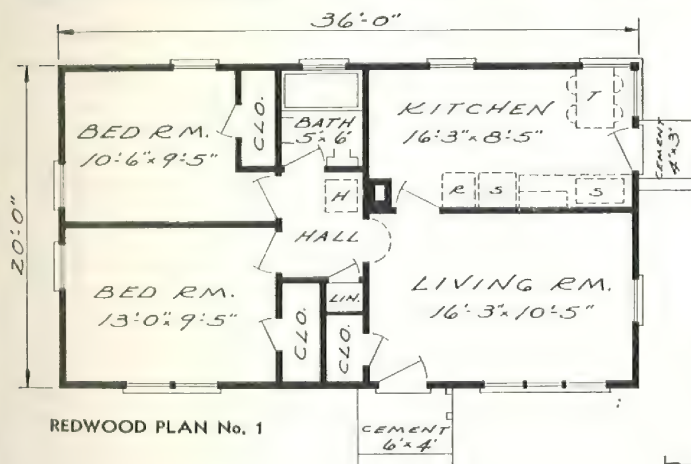 36'-0"
20'-0"
BED RM.
10'-6" x 9'-5"
CLO.
BATH
5' x 6'
KITCHEN
16'-3" x 8'-5"
T
CEMENT
4' x 3'
H
R
S
S
HALL
BED RM.
13'-0" x 9'-5"
CLO.
LIN.
CLO.
LIVING RM.
16'-3" x 10'-5"
REDWOOD PLAN No. 1
CEMENT
6' x 4'